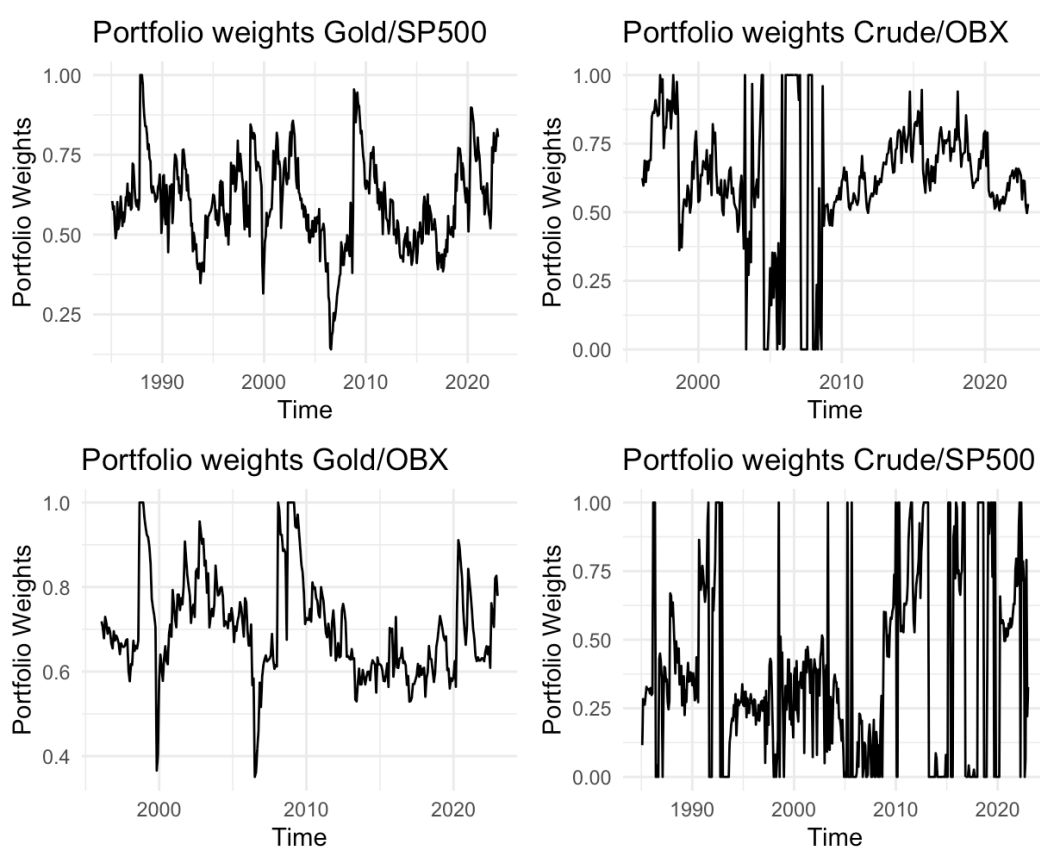 Portfolio weights Gold/SP500
Portfolio Weights
1.00
0.75
0.50
0.25
1990 2000 2010 2020
Time
Portfolio weights Crude/OBX
Portfolio Weights
1.00
0.75
0.50
0.25
0.00
2000 2010 2020
Time
Portfolio weights Gold/OBX
Portfolio Weights
1.0
0.8
0.6
0.4
2000 2010 2020
Time
Portfolio weights Crude/SP500
Portfolio Weights
1.00
0.75
0.50
0.25
0.00
1990 2000 2010 2020
Time